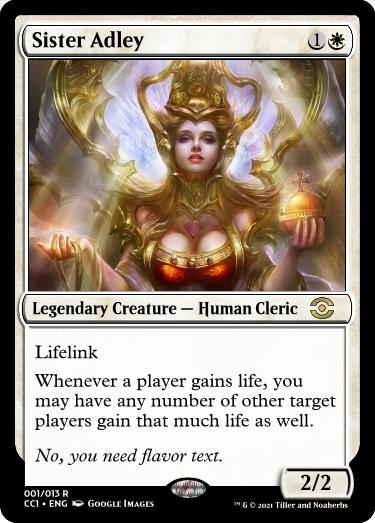 Sister Adley 1
Legendary Creature — Human Cleric
Lifelink
Whenever a player gains life, you
may have any number of other target
players gain that much life as well.
No, you need flavor text.
2/2
001/013 R
CC1 • ENG Google Images
™ & © 2021 Tiller and Noaherbs